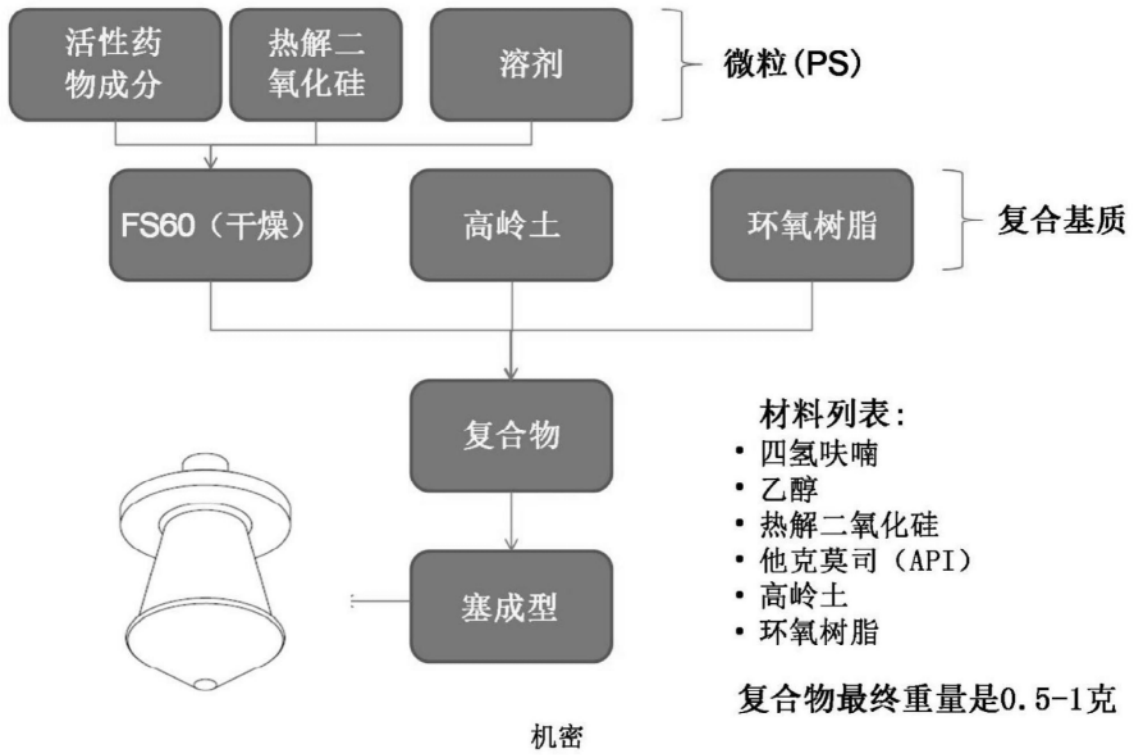 活性药
物成分
热解二
氧化硅
溶剂
微粒(PS)
FS60（干燥）
高岭土
环氧树脂
复合基质
复合物
塞成型
材料列表:
• 四氢呋喃
• 乙醇
• 热解二氧化硅
• 他克莫司（API）
• 高岭土
• 环氧树脂
复合物最终重量是0.5-1克
机密